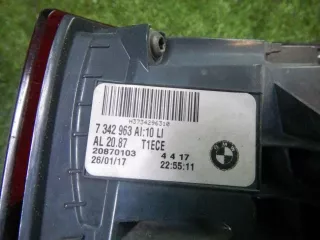 H3734296310
7 342 963 AI:10 LI
AL 20.87 T1ECE
20870103 4 4 17
26/01/17 22:55:11